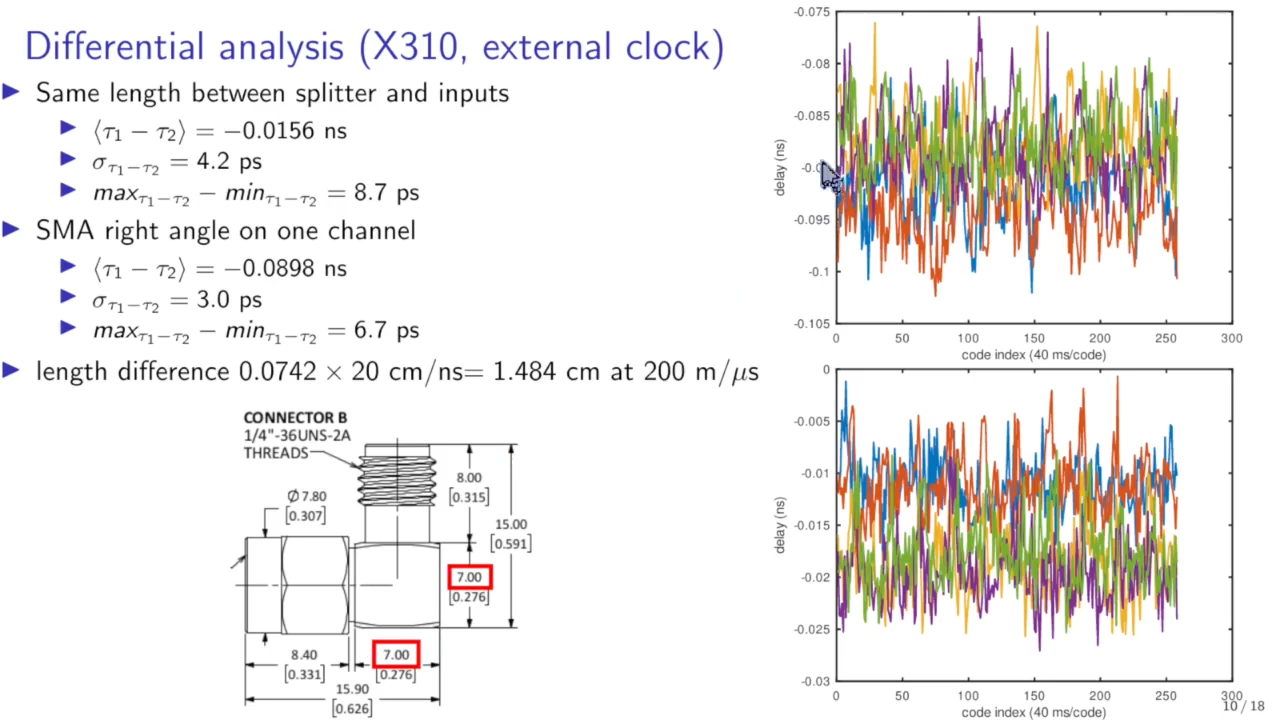 Differential analysis (X310, external clock)
Same length between splitter and inputs
⟨τ1 − τ2⟩ = −0.0156 ns
στ1−τ2 = 4.2 ps
maxτ1−τ2 − minτ1−τ2 = 8.7 ps
SMA right angle on one channel
⟨τ1 − τ2⟩ = −0.0898 ns
στ1−τ2 = 3.0 ps
maxτ1−τ2 − minτ1−τ2 = 6.7 ps
length difference 0.0742 × 20 cm/ns= 1.484 cm at 200 m/μs
CONNECTOR B
1/4"-36UNS-2A
THREADS
Ø 7.80
[0.307]
8.00
[0.315]
15.00
[0.591]
7.00
[0.276]
8.40
[0.331]
7.00
[0.276]
15.90
[0.626]
-0.075
-0.08
-0.085
-0.095
-0.1
-0.105
delay (ns)
0 50 100 150 200 250 300
code index (40 ms/code)
0
-0.005
-0.01
-0.015
-0.02
-0.025
-0.03
delay (ns)
0 50 100 150 200 250 300
code index (40 ms/code)
10 / 18